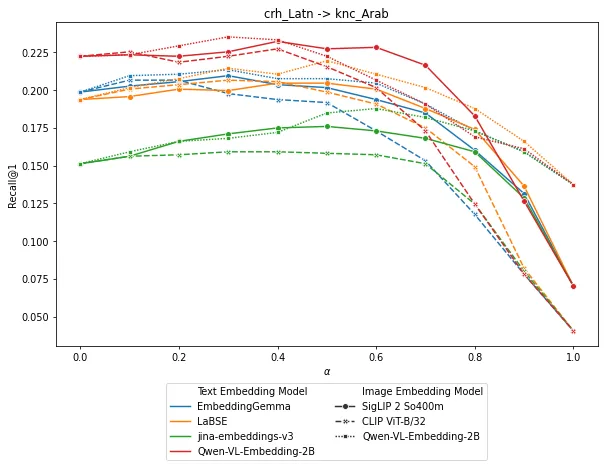 crh_Latn -> knc_Arab
Recall@1
0.225
0.200
0.175
0.150
0.125
0.100
0.075
0.050
0.0
0.2
0.4
0.6
0.8
1.0
α
Text Embedding Model
EmbeddingGemma
LaBSE
jina-embeddings-v3
Qwen-VL-Embedding-2B
Image Embedding Model
SigLIP 2 So400m
CLIP ViT-B/32
Qwen-VL-Embedding-2B